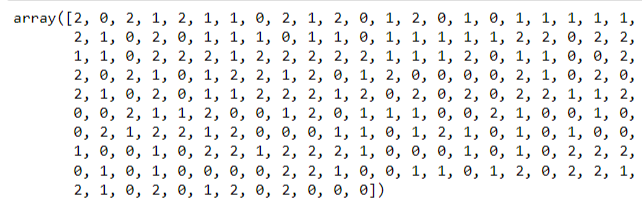 array([2, 0, 2, 1, 2, 1, 1, 0, 2, 1, 2, 0, 1, 2, 0, 1, 0, 1, 1, 1, 1, 1,
2, 1, 0, 2, 0, 1, 1, 1, 0, 1, 1, 0, 1, 1, 1, 1, 1, 2, 2, 0, 2, 2,
1, 1, 0, 2, 2, 2, 1, 2, 2, 2, 2, 2, 1, 1, 1, 2, 0, 1, 1, 0, 0, 2,
2, 0, 2, 1, 0, 1, 2, 2, 1, 2, 0, 1, 2, 0, 0, 0, 0, 2, 1, 0, 2, 0,
2, 1, 0, 2, 0, 1, 1, 2, 2, 2, 1, 2, 0, 2, 0, 2, 0, 2, 2, 1, 1, 2,
0, 0, 2, 1, 1, 2, 0, 0, 1, 2, 0, 1, 1, 1, 0, 0, 2, 1, 0, 0, 1, 0,
0, 2, 1, 2, 2, 1, 2, 0, 0, 0, 1, 1, 0, 1, 2, 1, 0, 1, 0, 1, 0, 0,
1, 0, 0, 1, 0, 2, 2, 1, 2, 2, 2, 1, 0, 0, 0, 1, 0, 1, 0, 2, 2, 2,
0, 1, 0, 1, 0, 0, 0, 0, 2, 2, 1, 0, 0, 1, 1, 0, 1, 2, 0, 2, 2, 1,
2, 1, 0, 2, 0, 1, 2, 0, 2, 0, 0, 0])